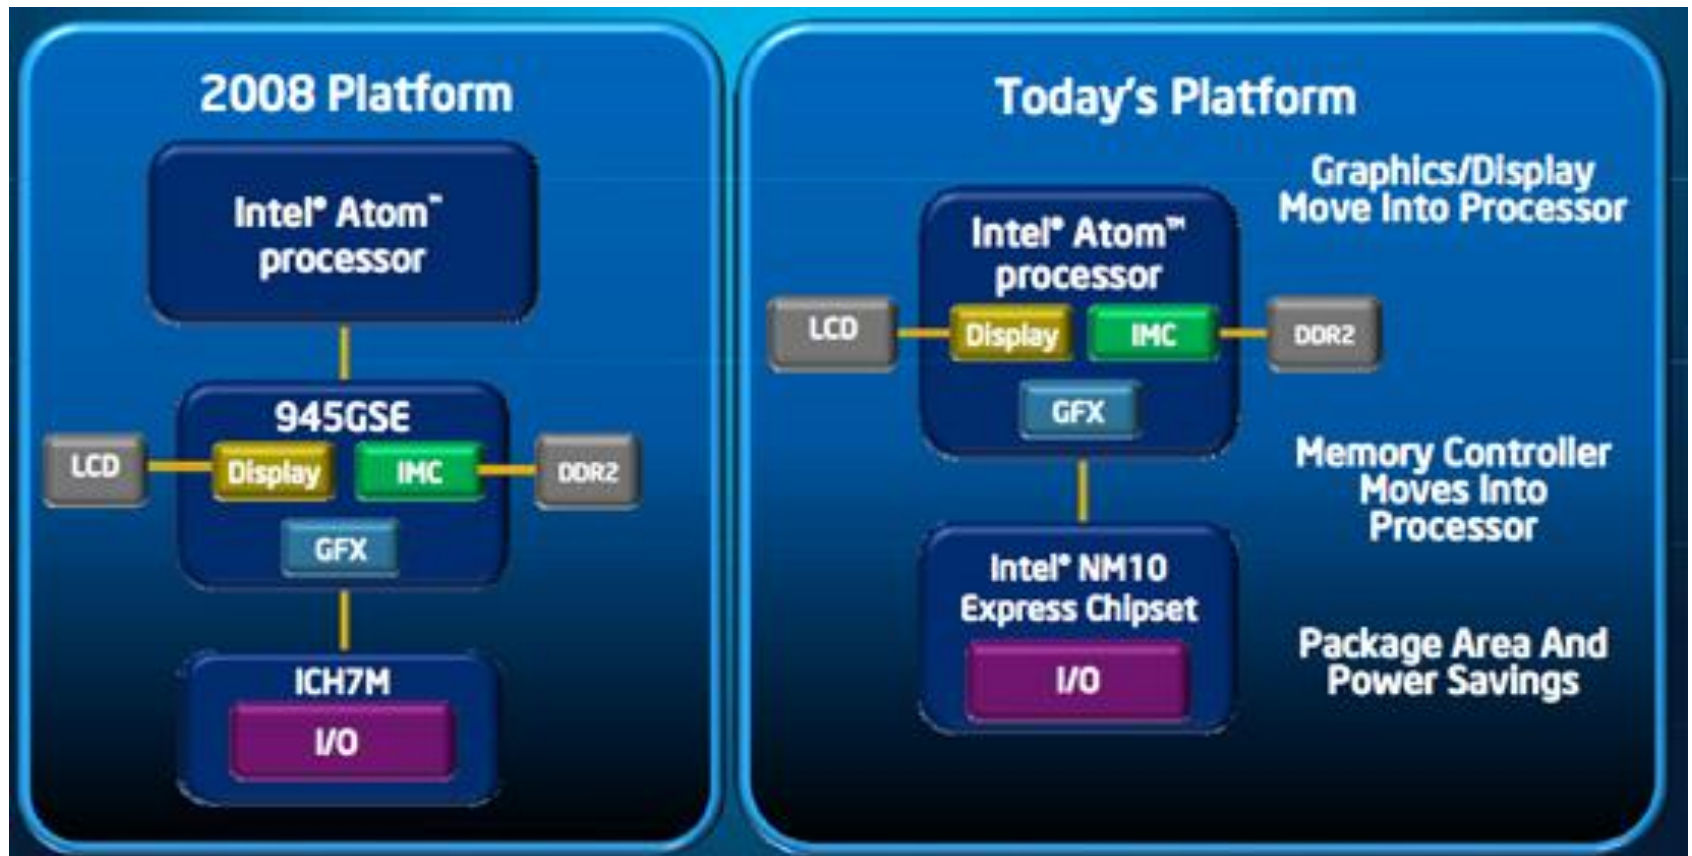 2008 Platform
Intel® Atom™
processor
945GSE
LCD
Display
IMC
DDR2
GFX
ICH7M
I/O
Today's Platform
Graphics/Display
Move Into Processor
Intel® Atom™
processor
LCD
Display
IMC
DDR2
GFX
Memory Controller
Moves Into
Processor
Intel® NM10
Express Chipset
I/O
Package Area And
Power Savings